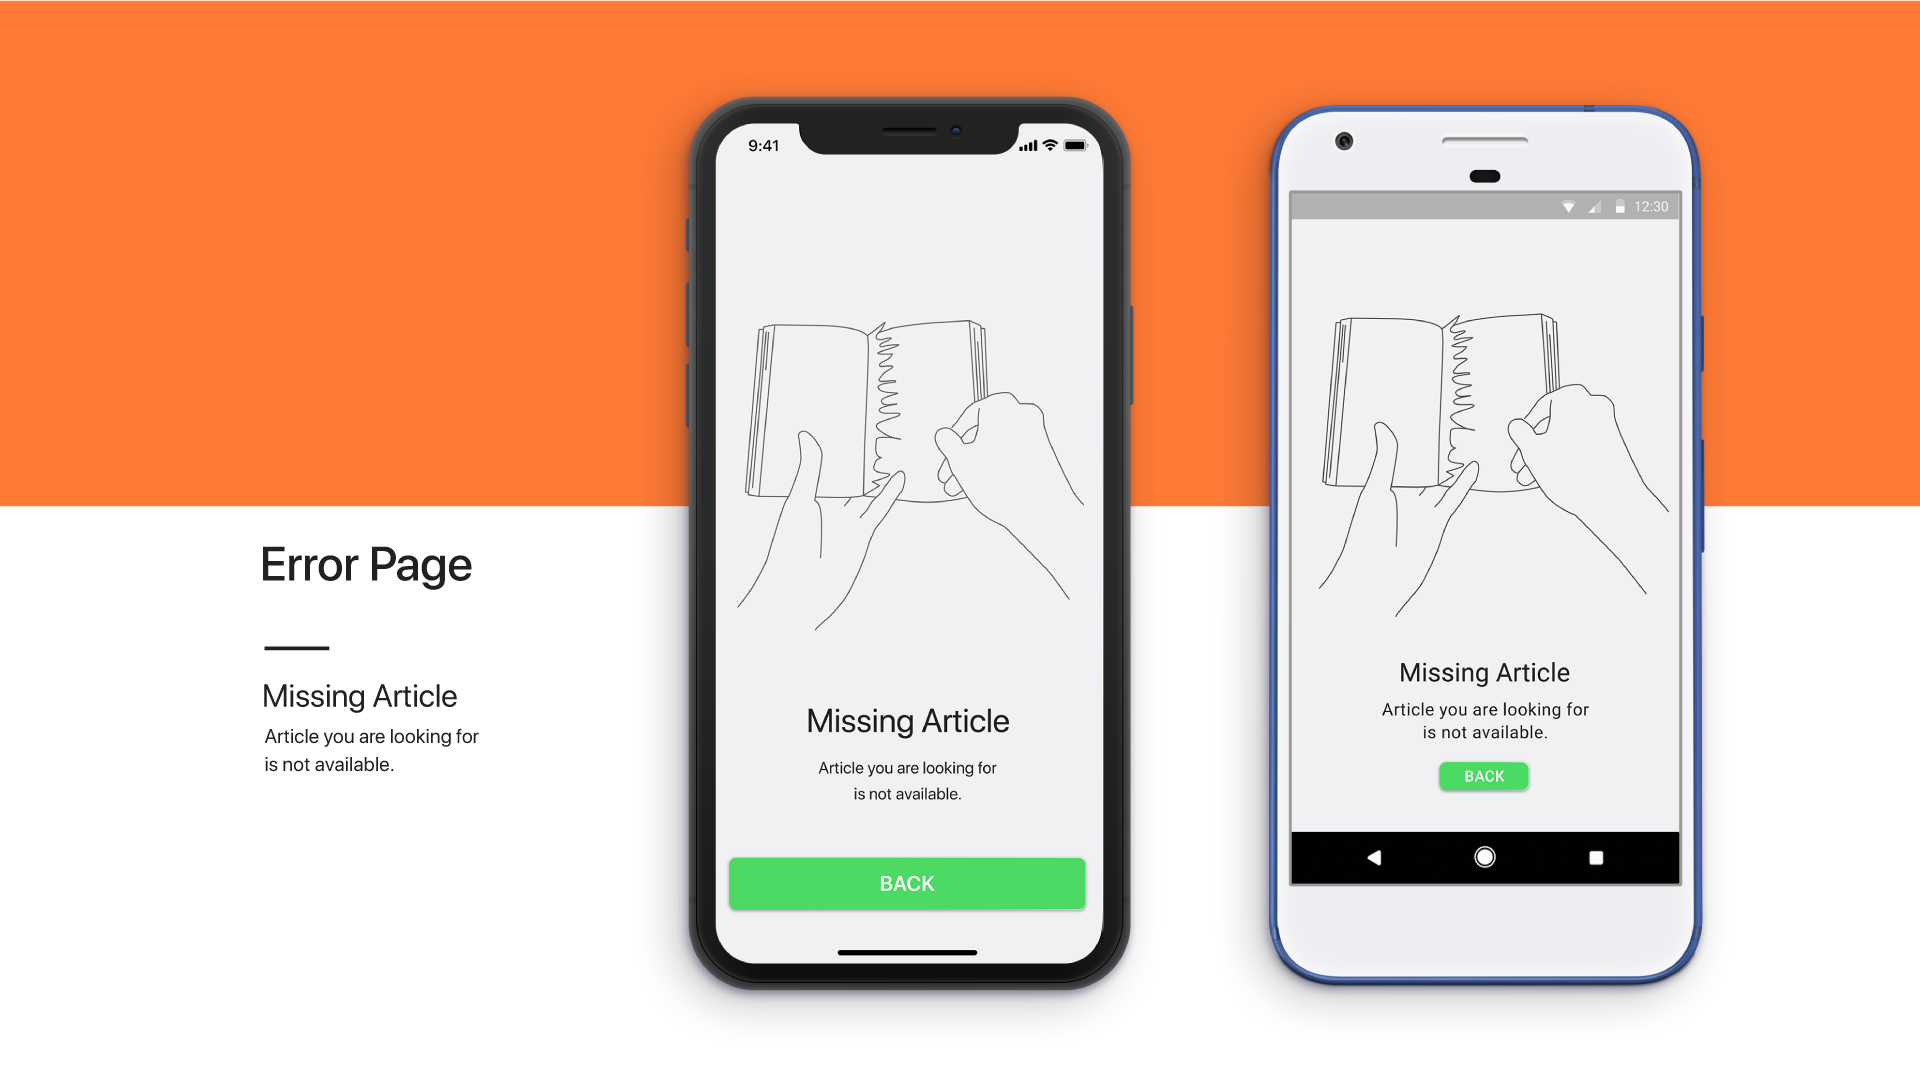 Error Page
Missing Article
Article you are looking for
is not available.
9:41
Missing Article
Article you are looking for
is not available.
BACK
12:30
Missing Article
Article you are looking for
is not available.
BACK